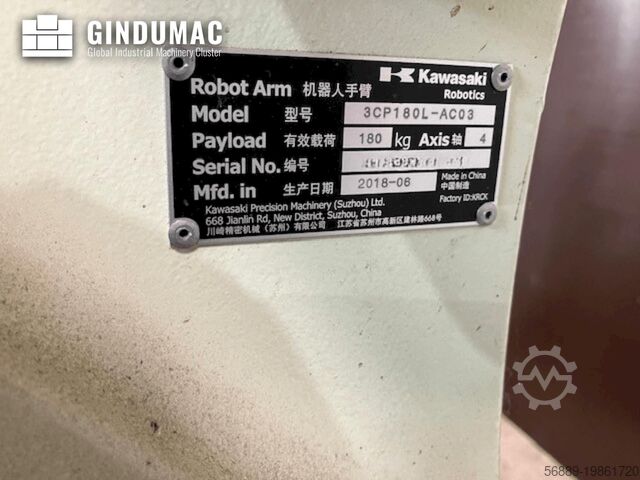 GINDUMAC
Global Industrial Machinery Cluster
Kawasaki
Robotics
Robot Arm 机器人手臂
Model 型号 3CP180L-AC03
Payload 有效载荷 180 kg Axis 轴 4
Serial No. 编号
Mfd. in 生产日期 2018-06
Made in China
中国制造
Factory ID:KRCK
Kawasaki Precision Machinery (Suzhou) Ltd.
668 Jianlin Rd, New District, Suzhou, China
川崎精密机械（苏州）有限公司 江苏省苏州市高新区建林路668号
56889-19861720